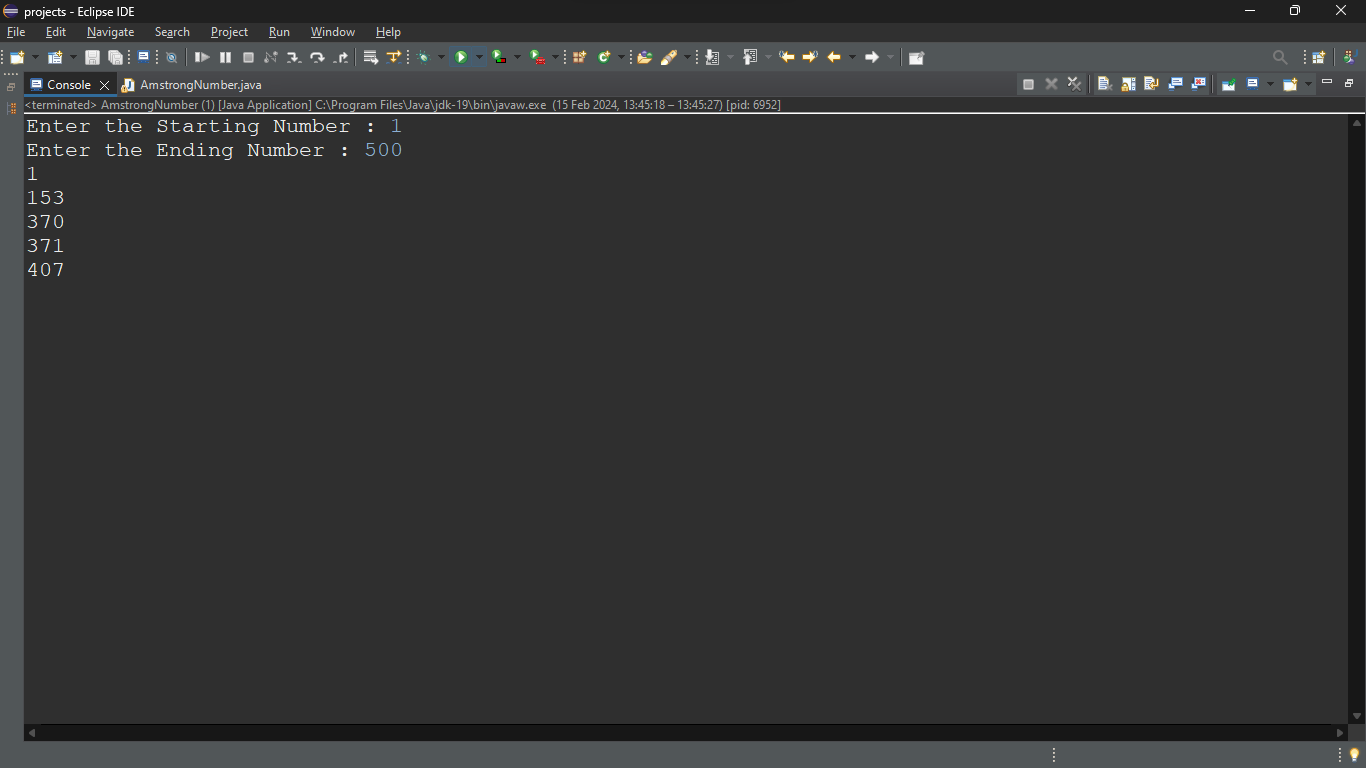 projects - Eclipse IDE
File Edit Navigate Search Project Run Window Help
Console AmstrongNumber.java
<terminated> AmstrongNumber (1) [Java Application] C:\Program Files\Java\jdk-19\bin\javaw.exe (15 Feb 2024, 13:45:18 – 13:45:27) [pid: 6952]
Enter the Starting Number : 1
Enter the Ending Number : 500
1
153
370
371
407